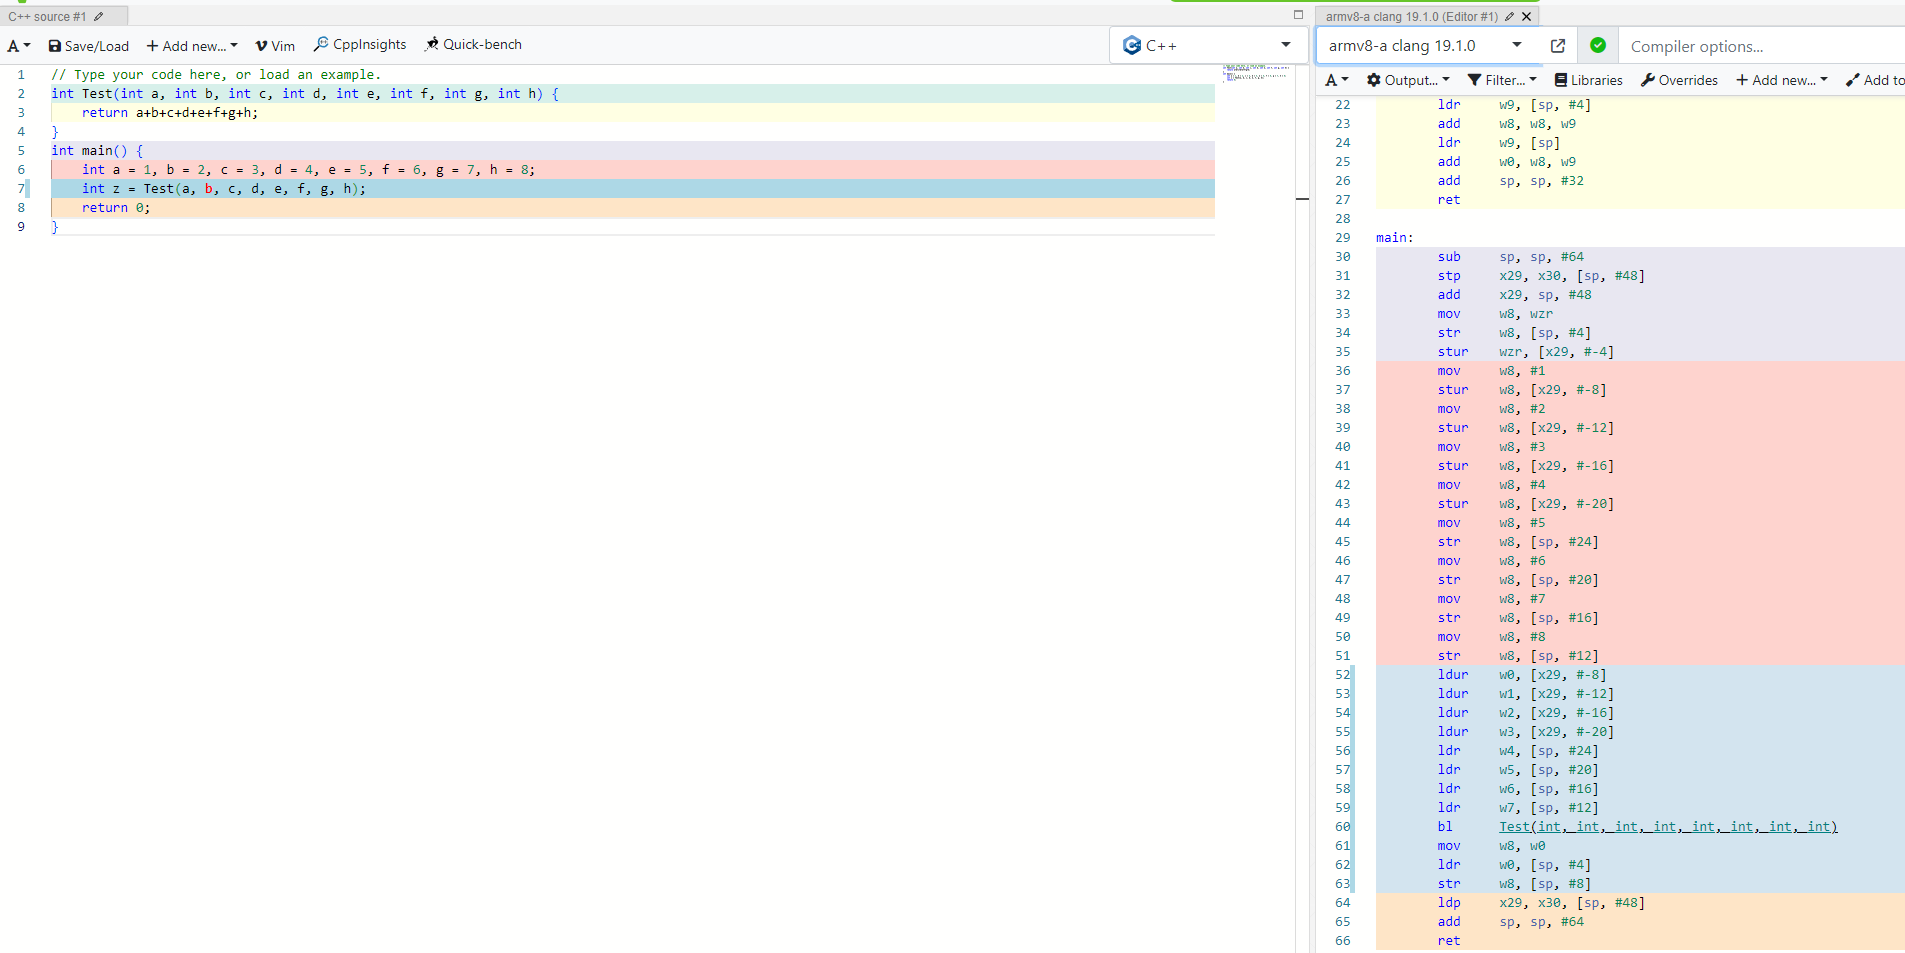 C++ source #1
A Save/Load Add new... Vim CppInsights Quick-bench
C++
1 // Type your code here, or load an example.
2 int Test(int a, int b, int c, int d, int e, int f, int g, int h) {
3 return a+b+c+d+e+f+g+h;
4 }
5 int main() {
6 int a = 1, b = 2, c = 3, d = 4, e = 5, f = 6, g = 7, h = 8;
7 int z = Test(a, b, c, d, e, f, g, h);
8 return 0;
9 }
armv8-a clang 19.1.0 (Editor #1)
armv8-a clang 19.1.0 Compiler options...
A Output... Filter... Libraries Overrides + Add new... Add to
22 ldr w9, [sp, #4]
23 add w8, w8, w9
24 ldr w9, [sp]
25 add w0, w8, w9
26 add sp, sp, #32
27 ret
28
29 main:
30 sub sp, sp, #64
31 stp x29, x30, [sp, #48]
32 add x29, sp, #48
33 mov w8, wzr
34 str w8, [sp, #4]
35 stur wzr, [x29, #-4]
36 mov w8, #1
37 stur w8, [x29, #-8]
38 mov w8, #2
39 stur w8, [x29, #-12]
40 mov w8, #3
41 stur w8, [x29, #-16]
42 mov w8, #4
43 stur w8, [x29, #-20]
44 mov w8, #5
45 str w8, [sp, #24]
46 mov w8, #6
47 str w8, [sp, #20]
48 mov w8, #7
49 str w8, [sp, #16]
50 mov w8, #8
51 str w8, [sp, #12]
52 ldur w0, [x29, #-8]
53 ldur w1, [x29, #-12]
54 ldur w2, [x29, #-16]
55 ldur w3, [x29, #-20]
56 ldr w4, [sp, #24]
57 ldr w5, [sp, #20]
58 ldr w6, [sp, #16]
59 ldr w7, [sp, #12]
60 bl Test(int, int, int, int, int, int, int, int)
61 mov w8, w0
62 ldr w0, [sp, #4]
63 str w8, [sp, #8]
64 ldp x29, x30, [sp, #48]
65 add sp, sp, #64
66 ret